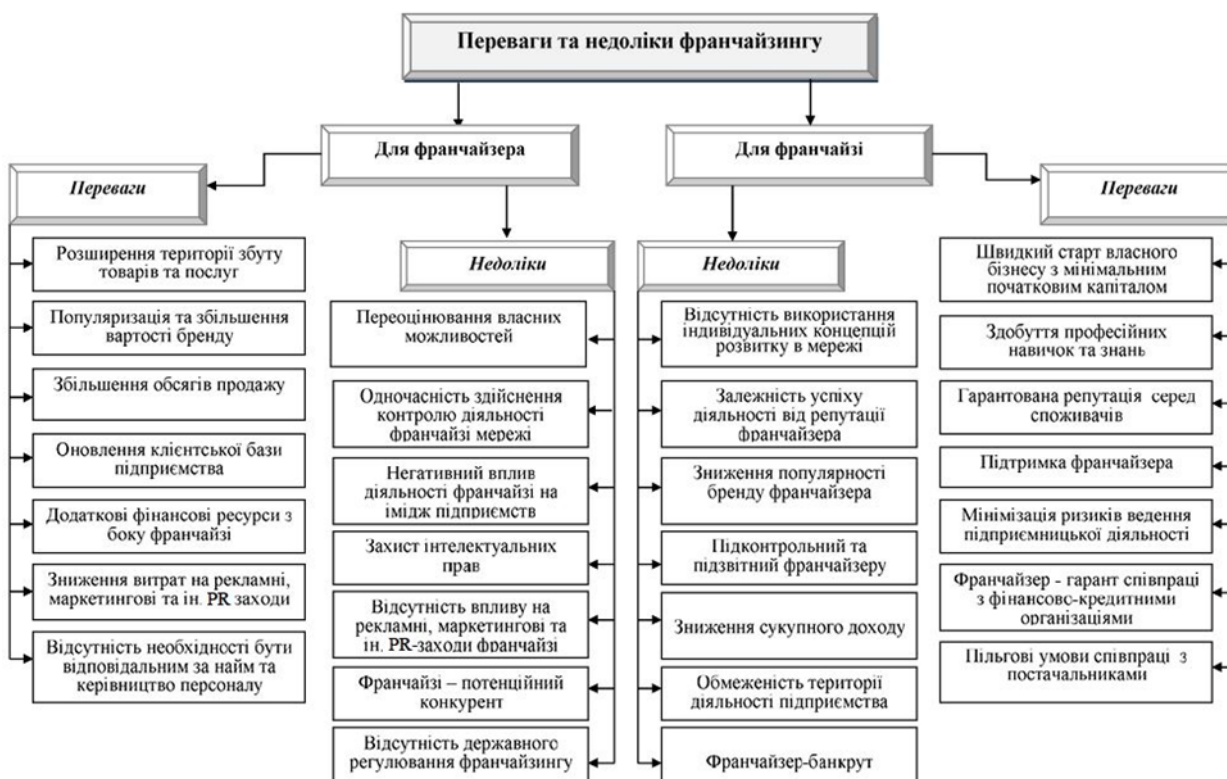 Переваги та недоліки франчайзингу
Для франчайзера
Для франчайзі
Переваги
Розширення території збуту
товарів та послуг
Популяризація та збільшення
вартості бренду
Збільшення обсягів продажу
Оновлення клієнтської бази
підприємства
Додаткові фінансові ресурси з
боку франчайзі
Зниження витрат на рекламні,
маркетингові та ін. PR заходи
Відсутність необхідності бути
відповідальним за найм та
керівництво персоналу
Недоліки
Переоцінювання власних
можливостей
Одночасність здійснення
контролю діяльності
франчайзі мережі
Негативний вплив
діяльності франчайзі на
імідж підприємств
Захист інтелектуальних
прав
Відсутність впливу на
рекламні, маркетингові та
ін. PR-заходи франчайзі
Франчайзі – потенційний
конкурент
Відсутність державного
регулювання франчайзингу
Недоліки
Відсутність використання
індивідуальних концепцій
розвитку в мережі
Залежність успіху
діяльності від репутації
франчайзера
Зниження популярності
бренду франчайзера
Підконтрольний та
підзвітний франчайзеру
Зниження сукупного доходу
Обмеженість території
діяльності підприємства
Франчайзер-банкрут
Переваги
Швидкий старт власного
бізнесу з мінімальним
початковим капіталом
Здобуття професійних
навичок та знань
Гарантована репутація серед
споживачів
Підтримка франчайзера
Мінімізація ризиків ведення
підприємницької діяльності
Франчайзер - гарант співпраці
з фінансово-кредитними
організаціями
Пільгові умови співпраці з
постачальниками